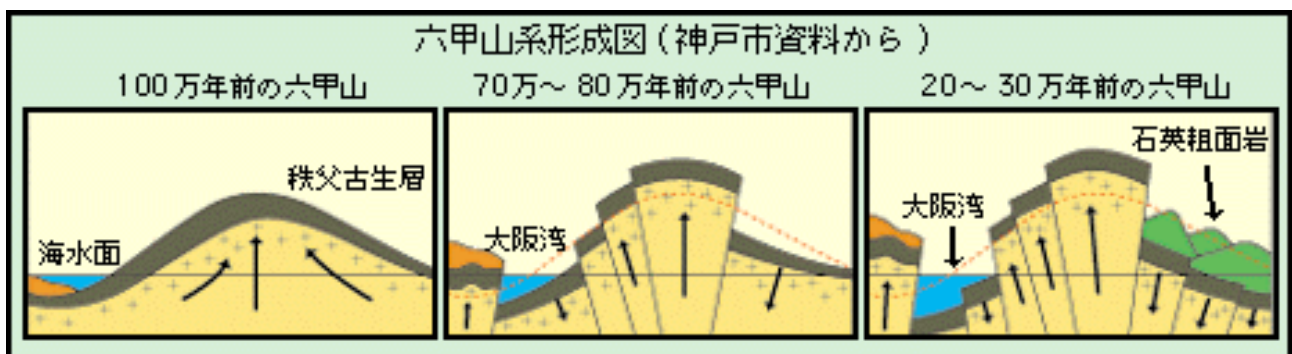 六甲山系形成図(神戸市資料から)
100万年前の六甲山
70万～80万年前の六甲山
20～30万年前の六甲山
秩父古生層
海水面
大阪湾
石英粗面岩
大阪湾